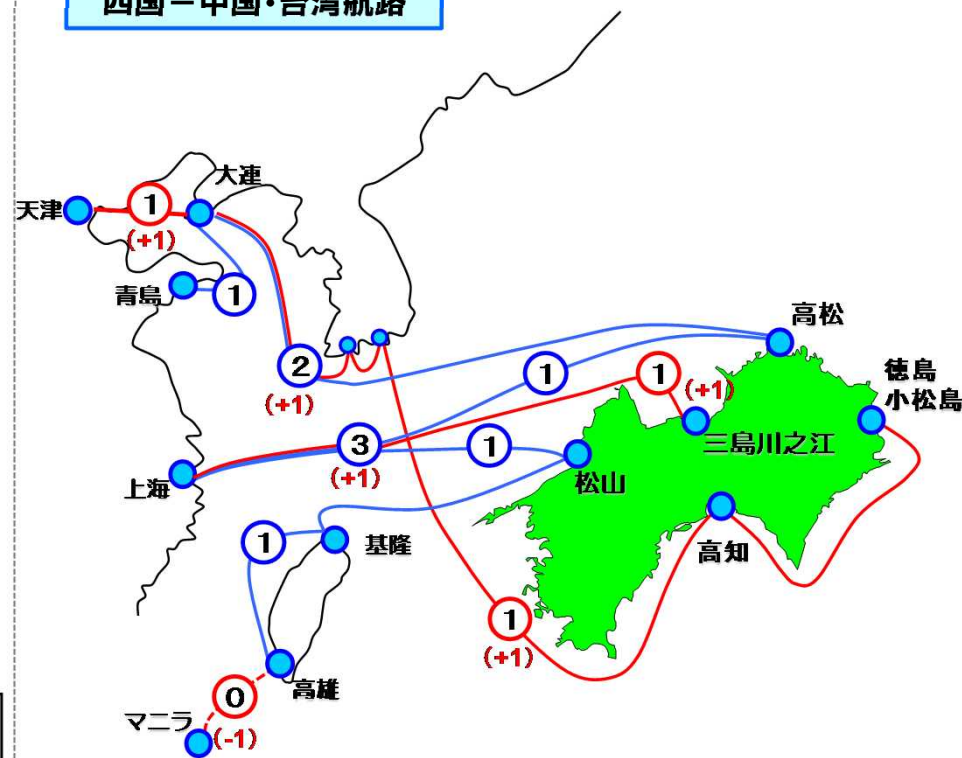 四国－中国・台湾航路
大連
天津
1
(+1)
青島
1
高松
2
(+1)
1
1
(+1)
徳島
小松島
3
(+1)
1
三島川之江
上海
松山
1
基隆
高知
1
(+1)
高雄
0
(-1)
マニラ